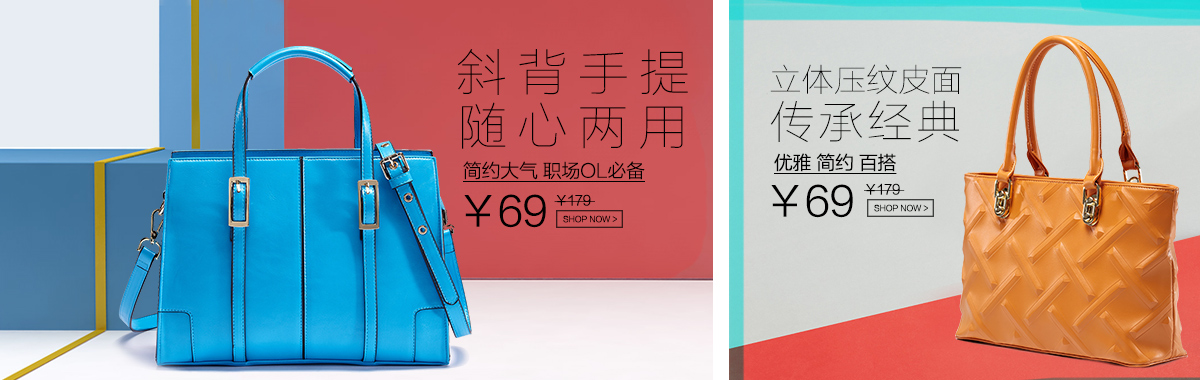 斜背手提
随心两用
简约大气 职场OL必备
￥69
￥179
SHOP NOW >
立体压纹皮面
传承经典
优雅 简约 百搭
￥69
￥179
SHOP NOW >